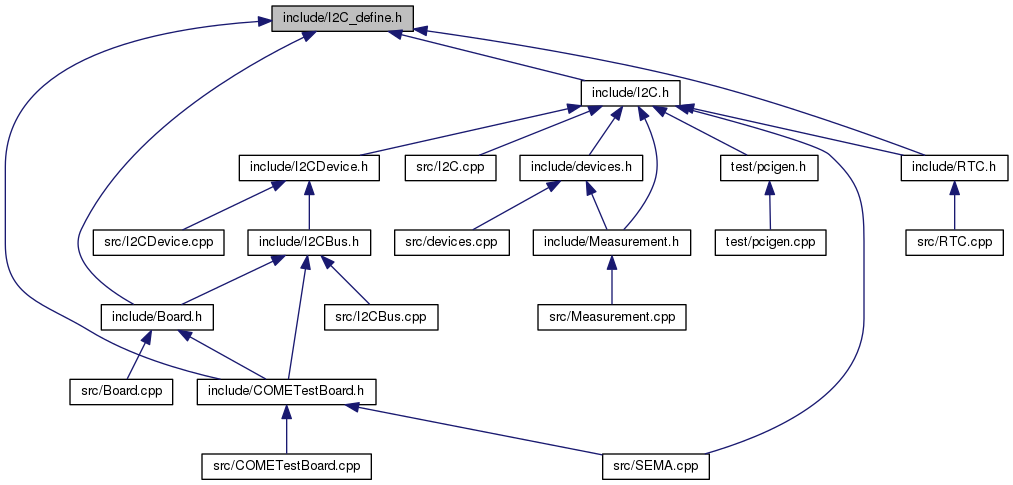 include/I2C_define.h
include/I2C.h
include/I2CDevice.h
src/I2C.cpp
include/devices.h
test/pcigen.h
include/RTC.h
src/I2CDevice.cpp
include/I2CBus.h
src/devices.cpp
include/Measurement.h
test/pcigen.cpp
src/RTC.cpp
include/Board.h
src/I2CBus.cpp
src/Measurement.cpp
src/Board.cpp
include/COMETestBoard.h
src/COMETestBoard.cpp
src/SEMA.cpp